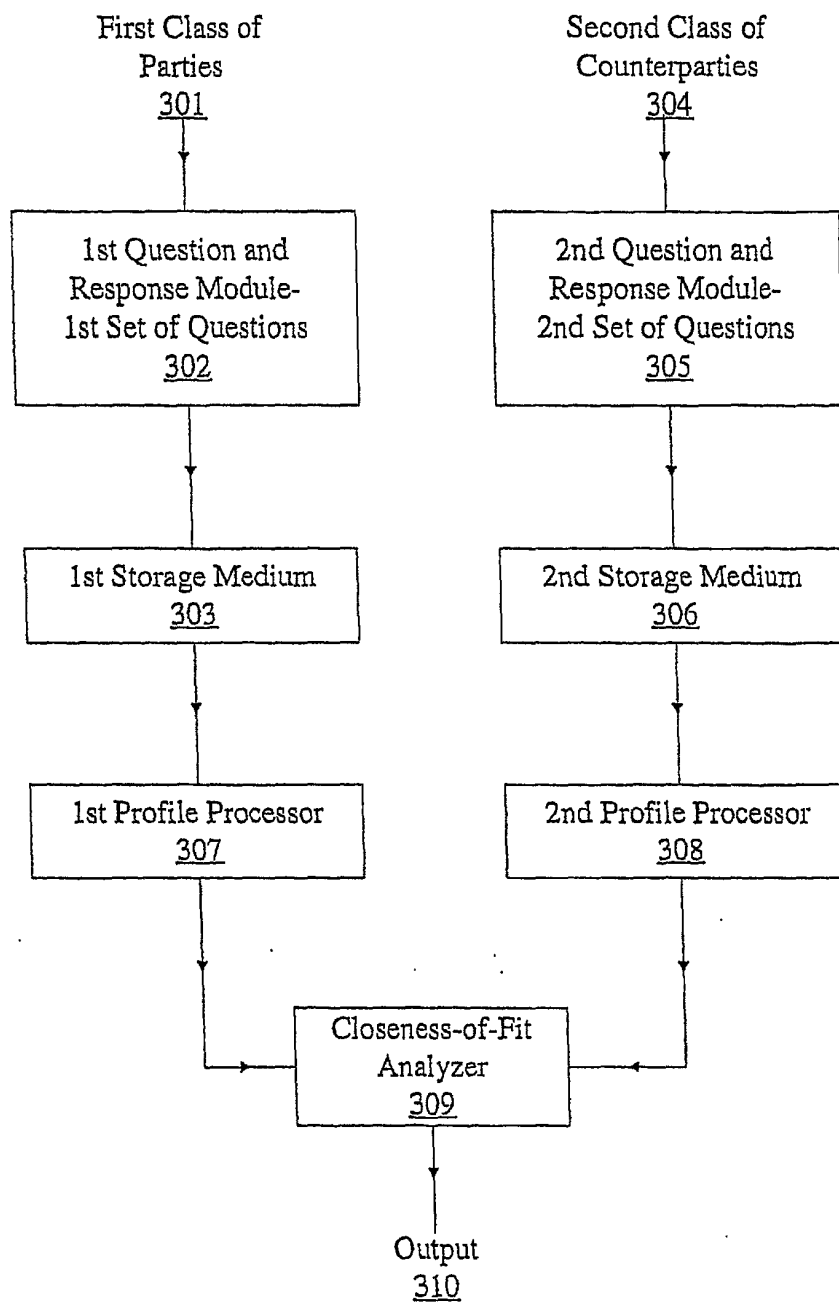 First Class of
Parties
301
Second Class of
Counterparties
304
1st Question and
Response Module-
1st Set of Questions
302
2nd Question and
Response Module-
2nd Set of Questions
305
1st Storage Medium
303
2nd Storage Medium
306
1st Profile Processor
307
2nd Profile Processor
308
Closeness-of-Fit
Analyzer
309
Output
310